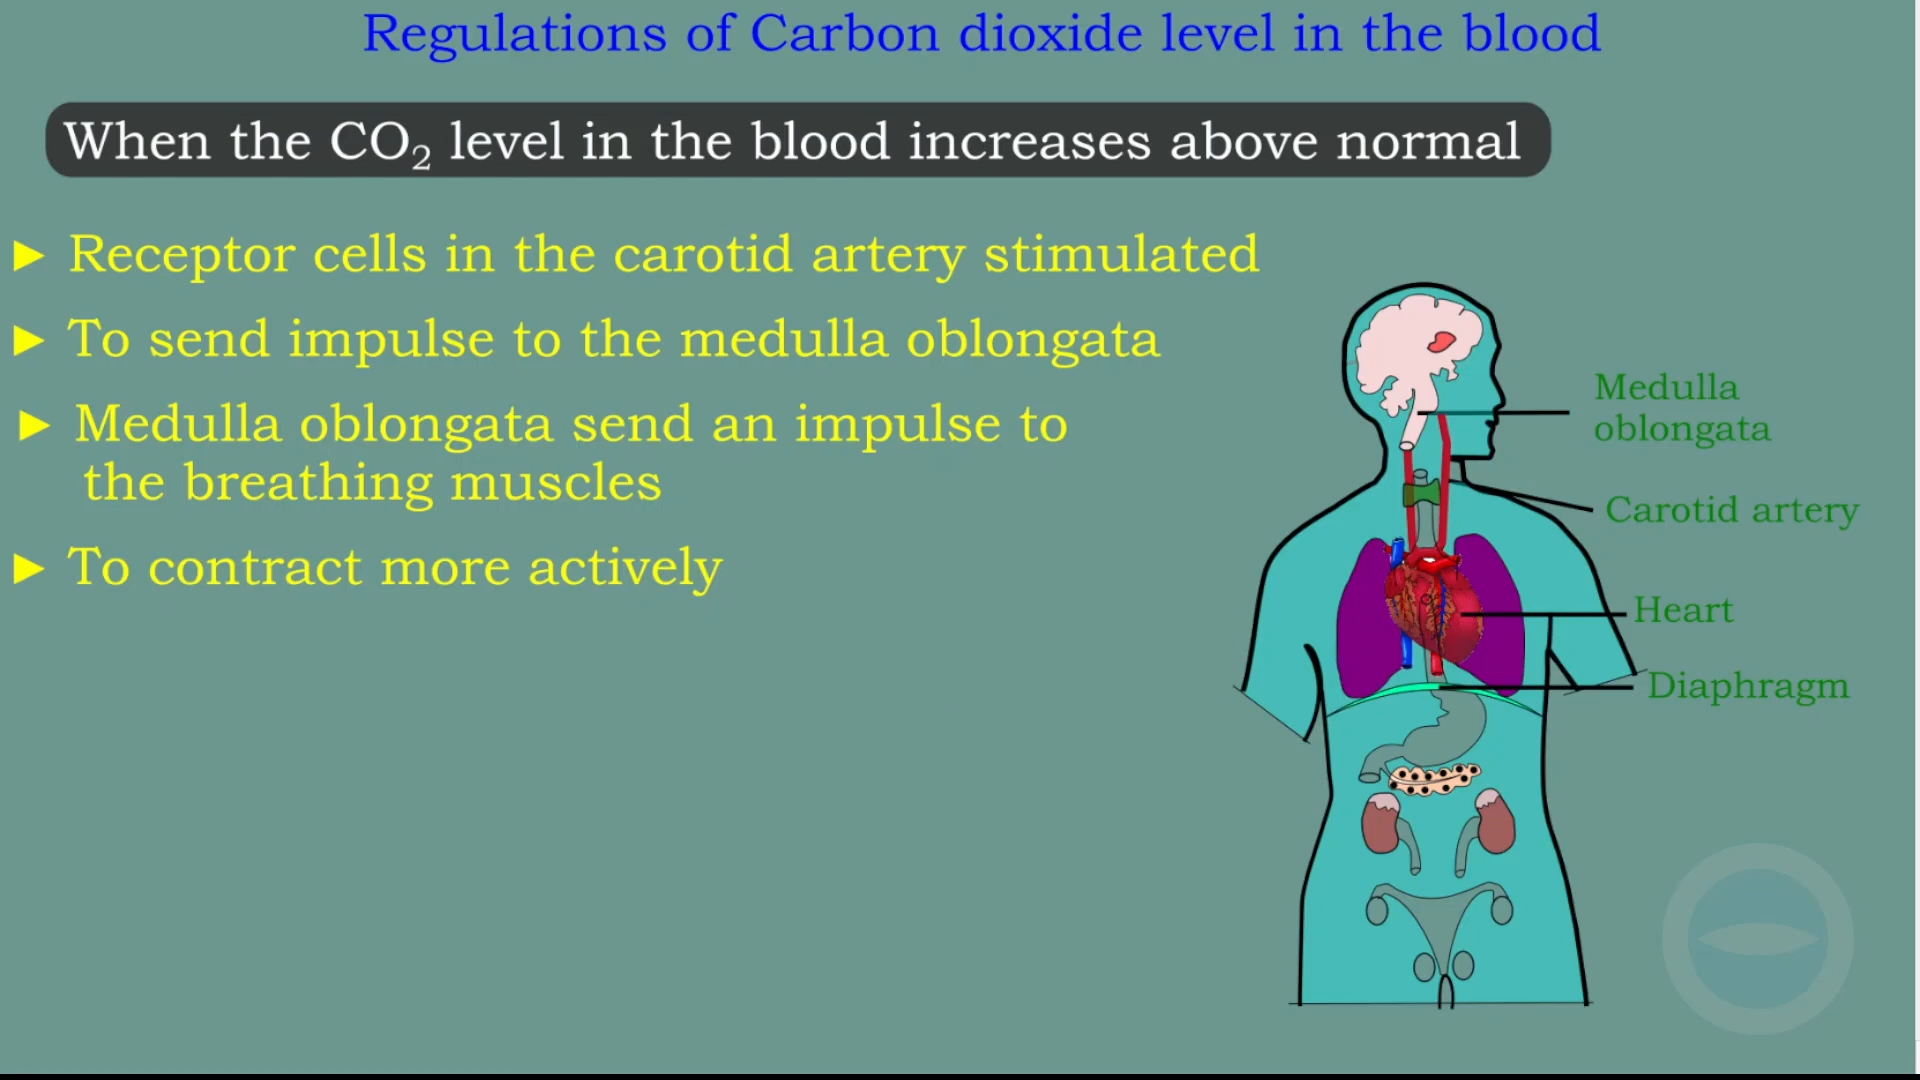 Regulations of Carbon dioxide level in the blood
When the CO₂ level in the blood increases above normal
► Receptor cells in the carotid artery stimulated
► To send impulse to the medulla oblongata
► Medulla oblongata send an impulse to
the breathing muscles
► To contract more actively
Medulla
oblongata
Carotid artery
Heart
Diaphragm